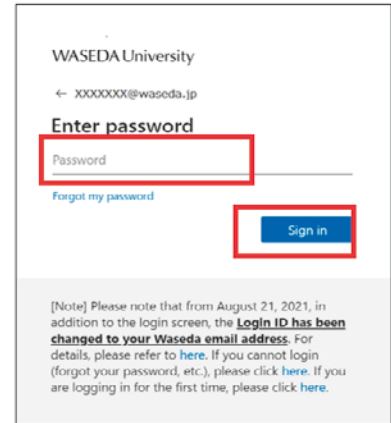 WASEDA University
← XXXXXXX@waseda.jp
Enter password
Password
Forgot my password
Sign in
[Note] Please note that from August 21, 2021, in
addition to the login screen, the Login ID has been
changed to your Waseda email address. For
details, please refer to here. If you cannot login
(forgot your password, etc.), please click here. If you
are logging in for the first time, please click here.